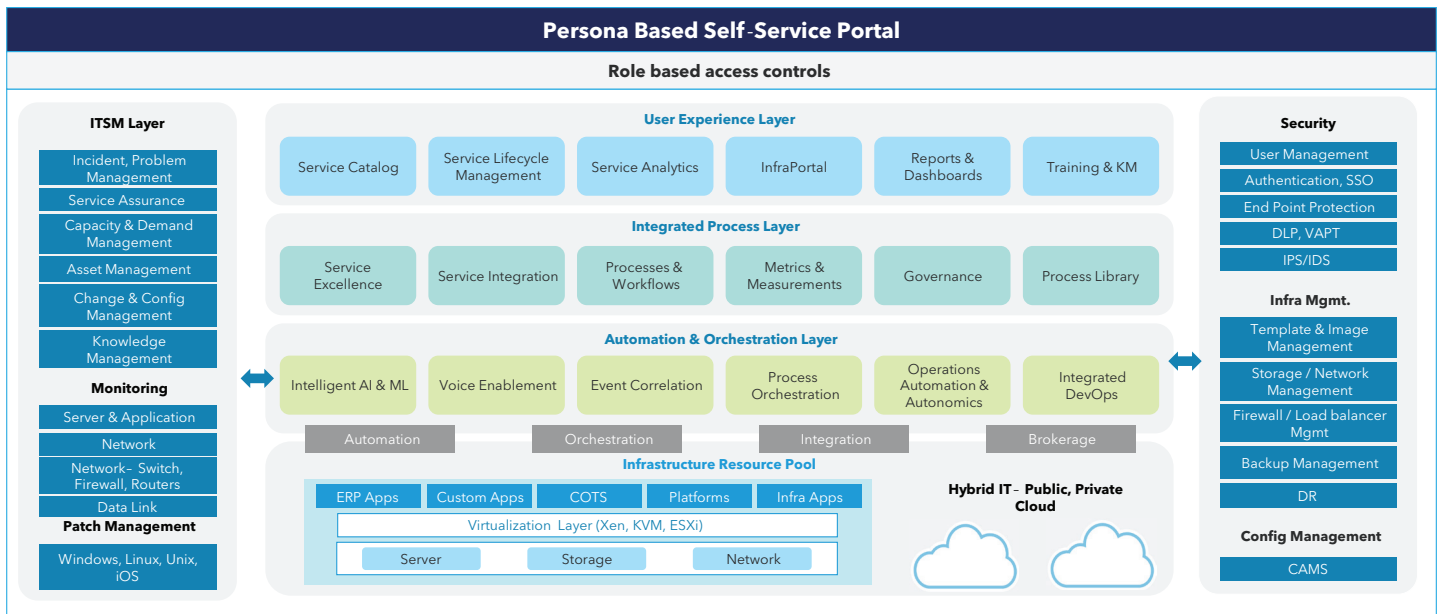 Persona Based Self-Service Portal
Role based access controls
ITSM Layer
Incident, Problem
Management
Service Assurance
Capacity & Demand
Management
Asset Management
Change & Config
Management
Knowledge
Management
Monitoring
Server & Application
Network
Network– Switch,
Firewall, Routers
Data Link
Patch Management
Windows, Linux, Unix,
iOS
User Experience Layer
Service Catalog
Service Lifecycle
Management
Service Analytics
InfraPortal
Reports &
Dashboards
Training & KM
Integrated Process Layer
Service
Excellence
Service Integration
Processes &
Workflows
Metrics &
Measurements
Governance
Process Library
Automation & Orchestration Layer
Intelligent AI & ML
Voice Enablement
Event Correlation
Process
Orchestration
Operations
Automation &
Autonomics
Integrated
DevOps
Automation
Orchestration
Integration
Brokerage
Infrastructure Resource Pool
ERP Apps
Custom Apps
COTS
Platforms
Infra Apps
Virtualization Layer (Xen, KVM, ESXi)
Server
Storage
Network
Hybrid IT– Public, Private
Cloud
Security
User Management
Authentication, SSO
End Point Protection
DLP, VAPT
IPS/IDS
Infra Mgmt.
Template & Image
Management
Storage / Network
Management
Firewall / Load balancer
Mgmt
Backup Management
DR
Config Management
CAMS